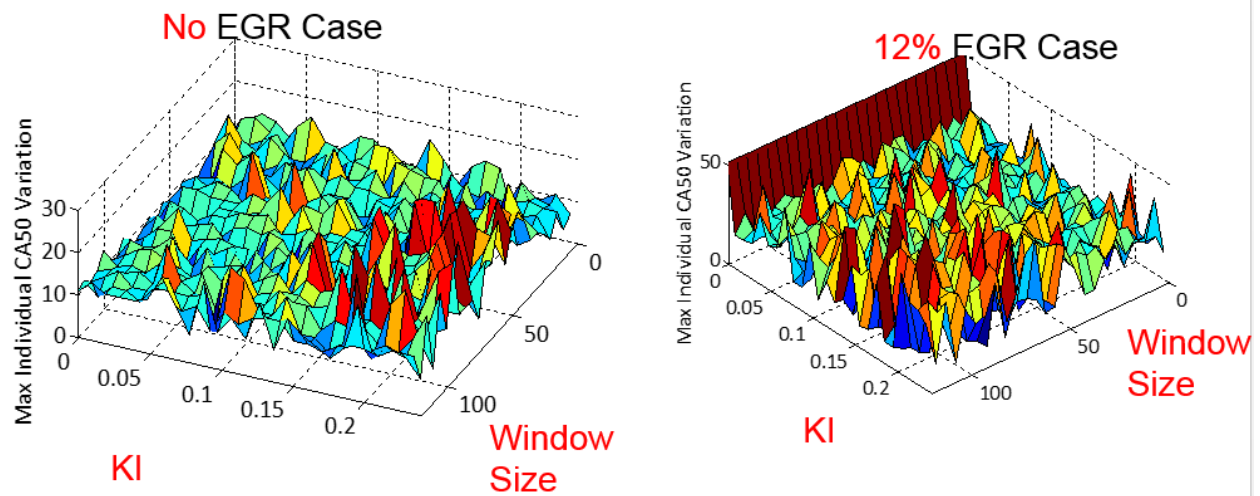 No EGR Case
Max Individual CA50 Variation
30
20
10
0
0
0.05
0.1
0.15
0.2
KI
0
50
100
Window
Size
12% EGR Case
Max Individual CA50 Variation
50
0
0
0.05
0.1
0.15
0.2
KI
0
50
100
Window
Size